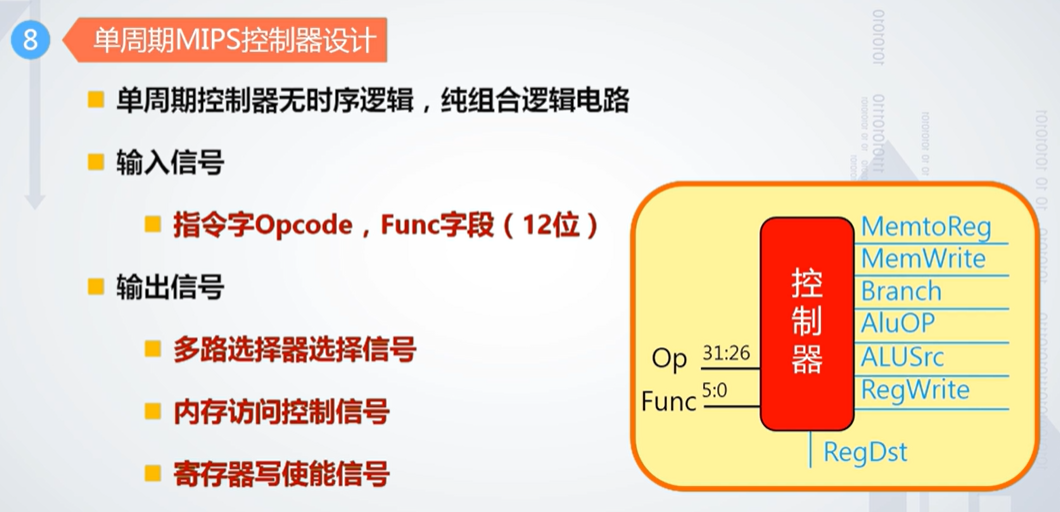 8
单周期MIPS控制器设计
单周期控制器无时序逻辑，纯组合逻辑电路
输入信号
指令字Opcode，Func字段（12位）
输出信号
多路选择器选择信号
内存访问控制信号
寄存器写使能信号
控制器
Op 31:26
Func 5:0
MemtoReg
MemWrite
Branch
AluOP
ALUSrc
RegWrite
RegDst